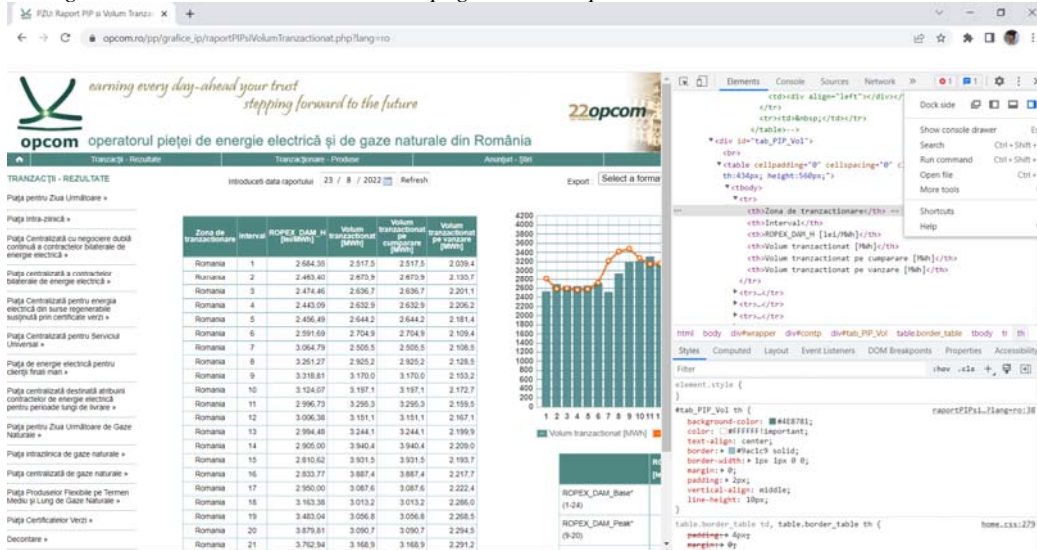 PZU: Raport PIP si Volum Tranzac
opcom.ro/pp/grafice_ip/raportPIPsiVolumTranzactionat.php?lang=ro
earning every day-ahead your trust
stepping forward to the future
22opcom
opcom operatorul pieței de energie electrică și de gaze naturale din România
Tranzacții - Rezultate Tranzacționare - Produse Anunțuri - Știri
TRANZACȚII - REZULTATE
Introduceti data raportului 23 / 8 / 2022 Refresh Export : Select a forma
Piața pentru Ziua Următoare »
Piața Intra-zilnică »
Piața Centralizată cu negociere dublă
continuă a contractelor bilaterale de
energie electrică »
Piața centralizată a contractelor
bilaterale de energie electrică »
Piața Centralizată pentru energia
electrică din surse regenerabile
susținută prin certificate verzi »
Piața Centralizată pentru Serviciul
Universal »
Piața de energie electrică pentru
clienții finali mari »
Piața centralizată destinată atribuirii
contractelor de energie electrică
pentru perioade lungi de livrare »
Piața pentru Ziua Următoare de Gaze
Naturale »
Piața intrazilnica de gaze naturale »
Piața centralizată de gaze naturale »
Piața Produselor Flexibile pe Termen
Mediu și Lung de Gaze Naturale »
Piața Certificatelor Verzi »
Decontare »
Zona de tranzactionare Interval ROPEX_DAM_H [lei/MWh] Volum tranzactionat [MWh] Volum tranzactionat pe cumparare [MWh] Volum tranzactionat pe vanzare [MWh]
Romania 1 2.684,35 2.517,5 2.517,5 2.039,4
Romania 2 2.463,40 2.670,9 2.670,9 2.135,7
Romania 3 2.474,46 2.636,7 2.636,7 2.201,1
Romania 4 2.443,09 2.632,9 2.632,9 2.206,2
Romania 5 2.456,49 2.644,2 2.644,2 2.181,4
Romania 6 2.591,69 2.704,9 2.704,9 2.109,4
Romania 7 3.064,79 2.505,5 2.505,5 2.108,5
Romania 8 3.261,27 2.925,2 2.925,2 2.128,5
Romania 9 3.318,81 3.170,0 3.170,0 2.153,2
Romania 10 3.124,07 3.197,1 3.197,1 2.172,7
Romania 11 2.996,73 3.295,3 3.295,3 2.159,5
Romania 12 3.006,38 3.151,1 3.151,1 2.167,1
Romania 13 2.994,48 3.244,1 3.244,1 2.199,9
Romania 14 2.905,00 3.940,4 3.940,4 2.209,0
Romania 15 2.810,62 3.931,5 3.931,5 2.193,7
Romania 16 2.833,77 3.887,4 3.887,4 2.217,7
Romania 17 2.950,00 3.087,6 3.087,6 2.222,4
Romania 18 3.163,38 3.013,2 3.013,2 2.286,0
Romania 19 3.483,04 3.056,8 3.056,8 2.268,5
Romania 20 3.879,81 3.090,7 3.090,7 2.294,5
Romania 21 3.762,94 3.168,9 3.168,9 2.291,2
4200
4000
3800
3600
3400
3200
3000
2800
2600
2400
2200
2000
1800
1600
1400
1200
1000
800
600
400
200
0
1 2 3 4 5 6 7 8 9 10 11 1
Volum tranzactionat [MWh]
ROPEX_DAM_Base*
(1-24)
ROPEX_DAM_Peak*
(9-20)
Elements Console Sources Network » 1 1
<td><div align="left"></div></
</tr>
<tr><td>&nbsp;</td></tr>
</table>-->
<div id="tab_PIP_Vol">
<br>
<table cellpadding="0" cellspacing="0" c
th:434px; height:560px;">
<tbody>
<tr>
<th>Zona de tranzactionare</th> ==
<th>Interval</th>
<th>ROPEX_DAM_H [lei/MWh]</th>
<th>Volum tranzactionat [MWh]</th>
<th>Volum tranzactionat pe cumparare [MWh]</th>
<th>Volum tranzactionat pe vanzare [MWh]</th>
</tr>
<tr>…</tr>
<tr>…</tr>
<tr>…</tr>
Dock side
Show console drawer Es
Search Ctrl + Shift +
Run command Ctrl + Shift +
Open file Ctrl +
More tools
Shortcuts
Help
html body div#wrapper div#contp div#tab_PIP_Vol table.border_table tbody tr th
Styles Computed Layout Event Listeners DOM Breakpoints Properties Accessibility
Filter :hov .cls +
element.style {
}
#tab_PIP_Vol th { raportPIPsi…?lang=ro:38
background-color: #4E8781;
color: #FFFFFF!important;
text-align: center;
border: #9ac1c9 solid;
border-width: 1px 1px 0 0;
margin: 0;
padding: 2px;
vertical-align: middle;
line-height: 10px;
}
table.border_table td, table.border_table th { home.css:279
padding: 4px;
margin: 0;